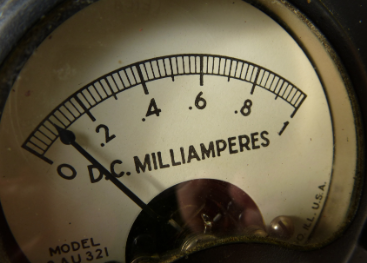 0 .2 .4 .6 .8 1
D.C. MILLIAMPERES
MODEL
AU 321
U.S.A.